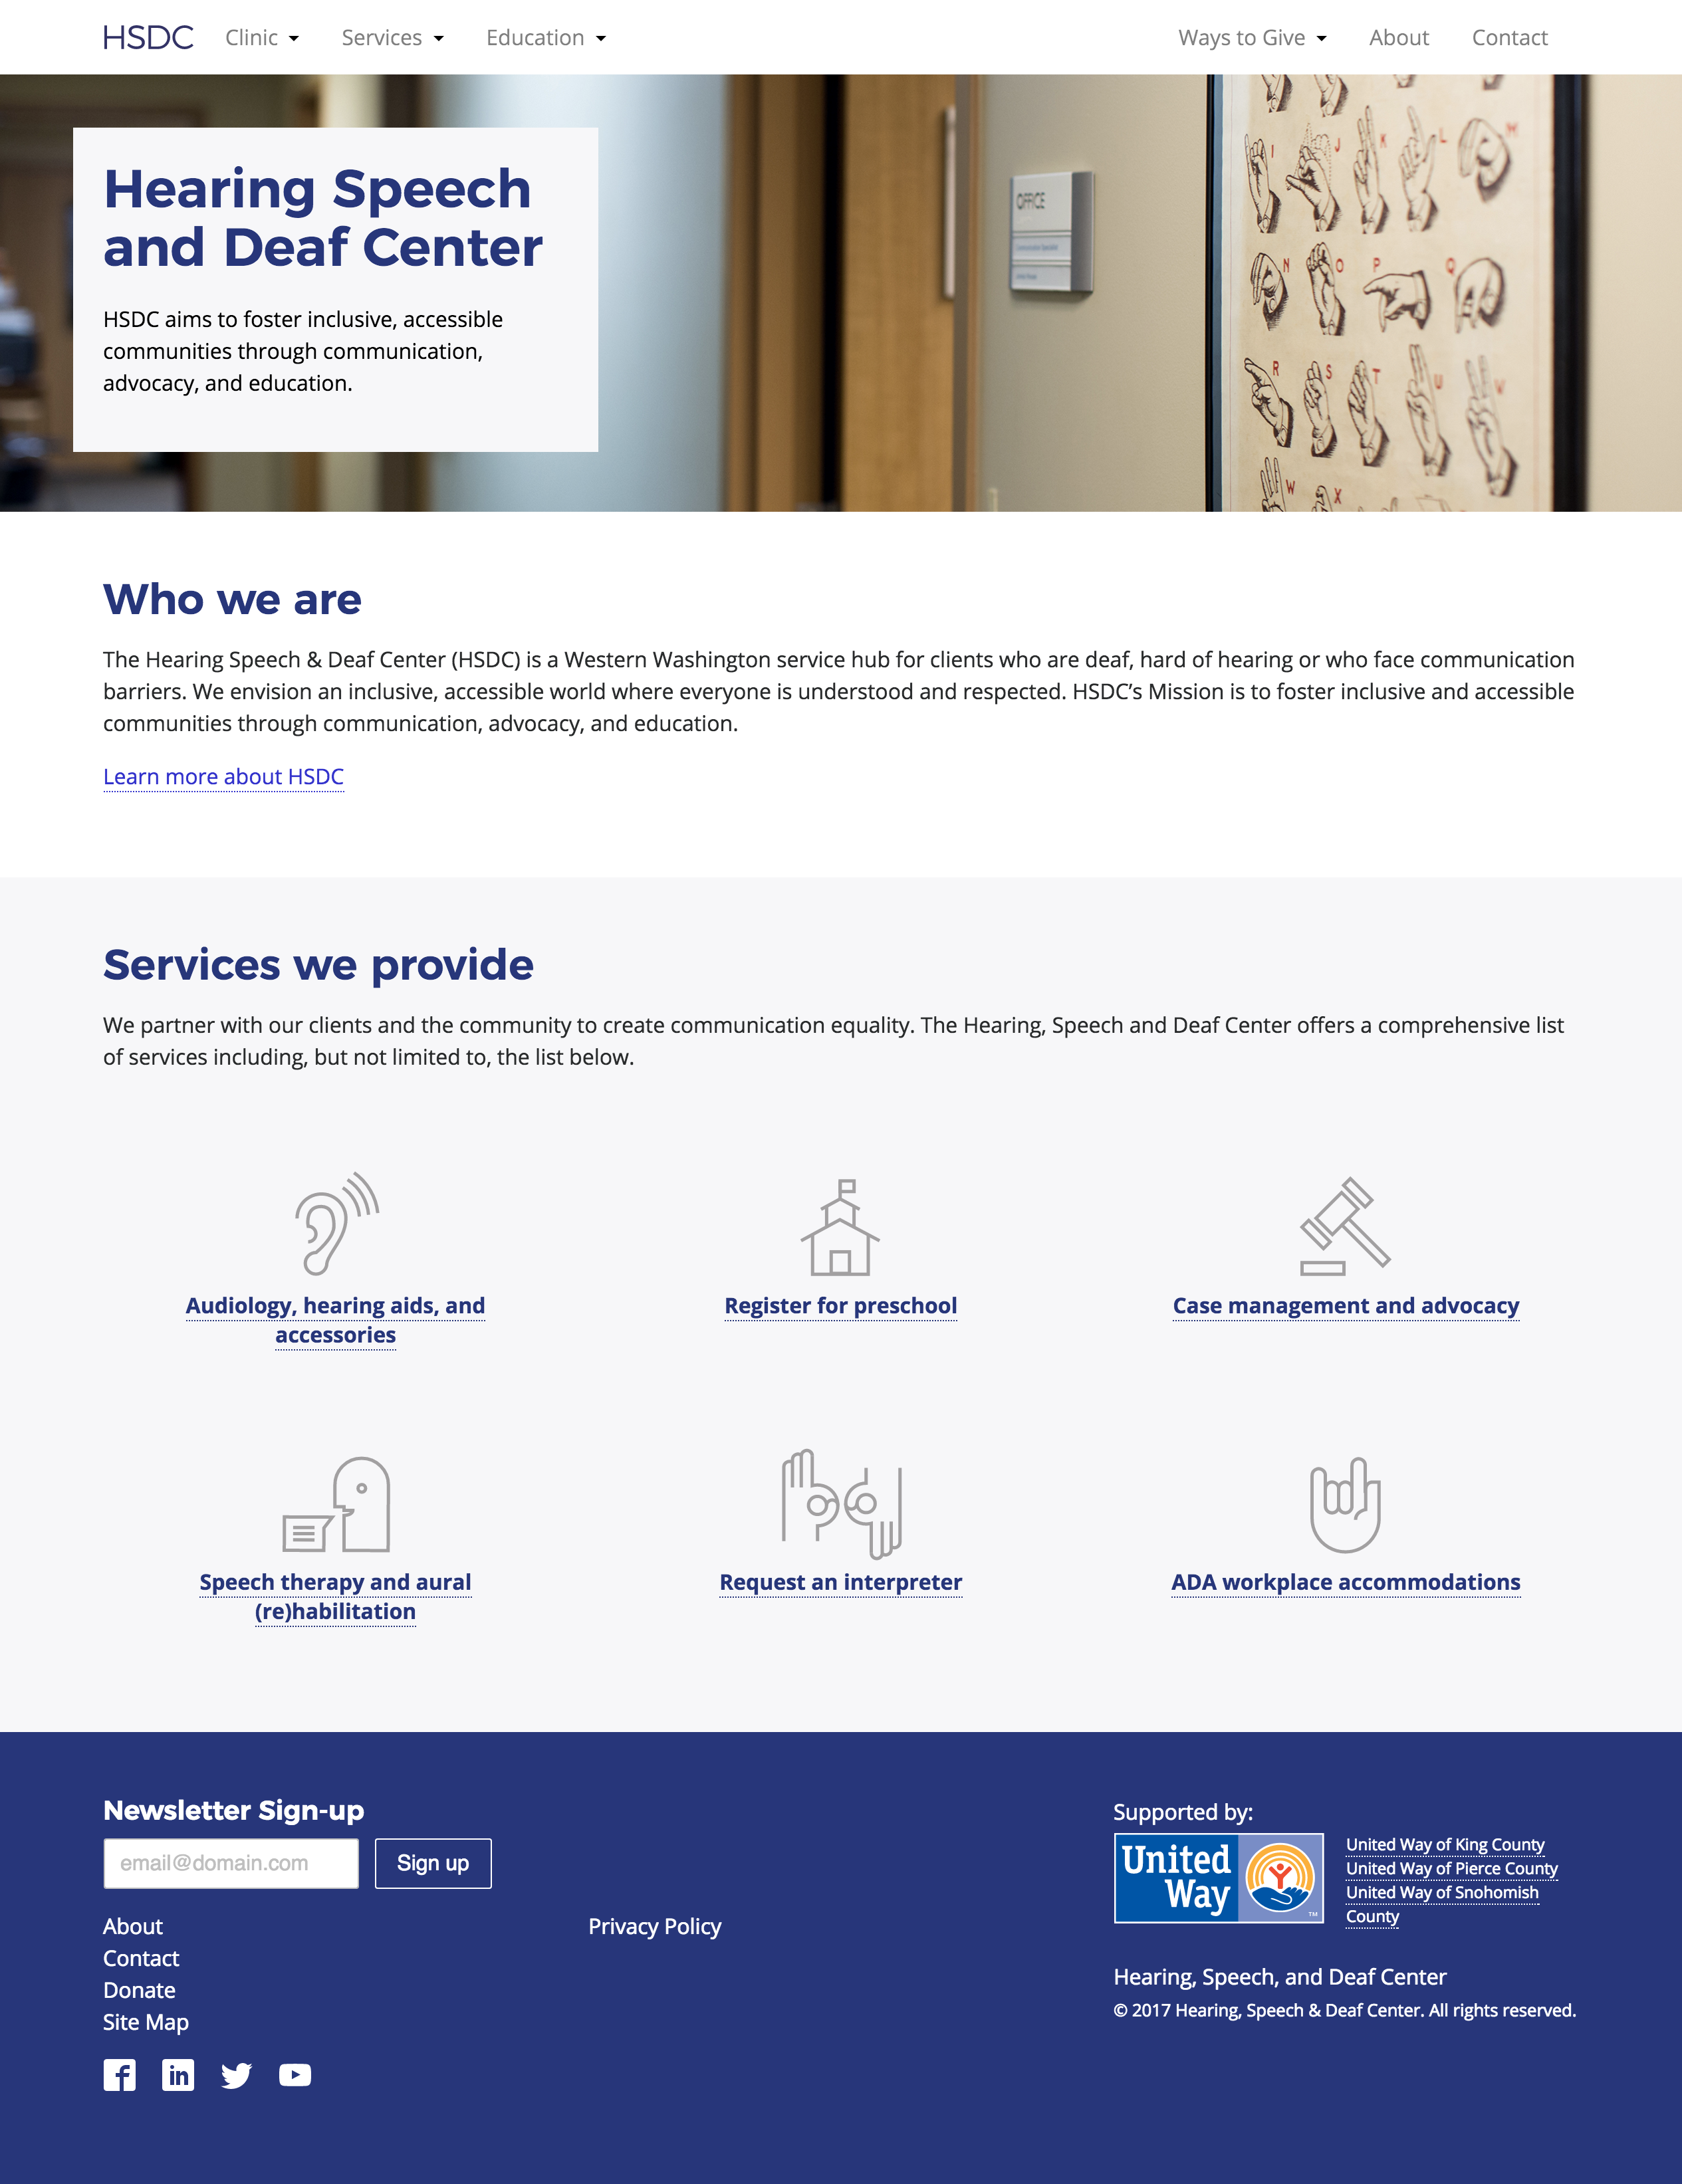 HSDC Clinic Services Education Ways to Give About Contact
Hearing Speech
and Deaf Center
HSDC aims to foster inclusive, accessible
communities through communication,
advocacy, and education.
OFFICE
I J K L M
N O P Q
R S T U V
W X
Who we are
The Hearing Speech & Deaf Center (HSDC) is a Western Washington service hub for clients who are deaf, hard of hearing or who face communication
barriers. We envision an inclusive, accessible world where everyone is understood and respected. HSDC’s Mission is to foster inclusive and accessible
communities through communication, advocacy, and education.
Learn more about HSDC
Services we provide
We partner with our clients and the community to create communication equality. The Hearing, Speech and Deaf Center offers a comprehensive list
of services including, but not limited to, the list below.
Audiology, hearing aids, and
accessories
Register for preschool
Case management and advocacy
Speech therapy and aural
(re)habilitation
Request an interpreter
ADA workplace accommodations
Newsletter Sign-up
email@domain.com Sign up
About
Contact
Donate
Site Map
Privacy Policy
Supported by:
United
Way
TM
United Way of King County
United Way of Pierce County
United Way of Snohomish
County
Hearing, Speech, and Deaf Center
© 2017 Hearing, Speech & Deaf Center. All rights reserved.